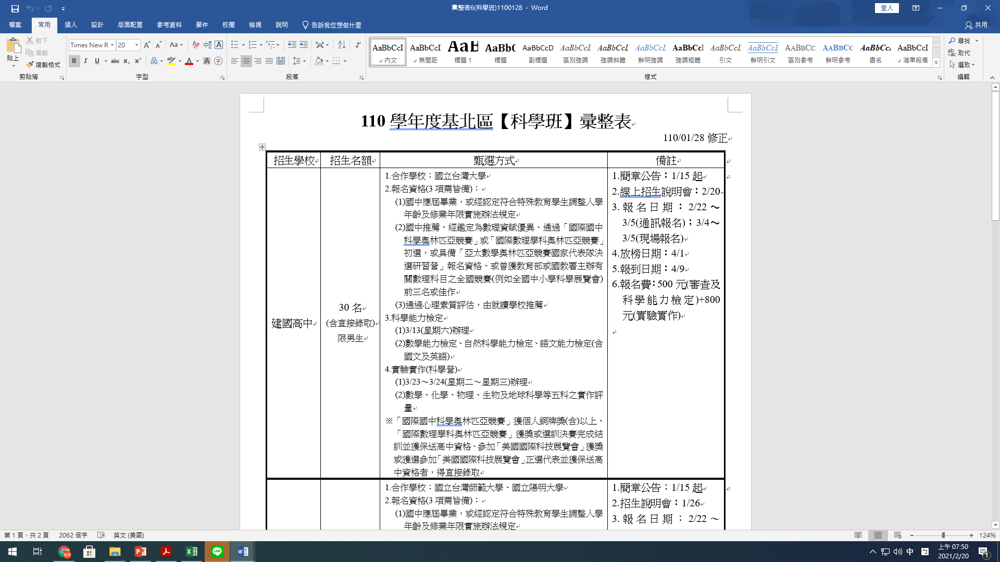 彙整表6(科學班)1100128 - Word
登入
檔案 常用 插入 設計 版面配置 參考資料 郵件 校閱 檢視 說明 告訴我您想做什麼 共用
貼上 剪下 複製 複製格式
Times New R 20
AaBbCcI AaBbCcI AaB AaBbC AaBbCcD AaBbCcL AaBbCcL AaBbCcL AaBbCcI AaBbCcL AaBbCcL AaBbCc AaBbCc AaBbCcL AaBbCcI
內文 無間距 標題 1 標題 副標題 區別強調 強調斜體 鮮明強調 強調粗體 引文 鮮明引文 區別參考 鮮明參考 書名 清單段落
尋找
取代
選取
剪貼簿 字型 段落 樣式 編輯
110 學年度基北區【科學班】彙整表
110/01/28 修正
招生學校 招生名額 甄選方式 備註
建國高中
30 名
(含直接錄取)
限男生
1.合作學校：國立台灣大學
2.報名資格(3 項需皆備)：
(1)國中應屆畢業，或經認定符合特殊教育學生調整入學
年齡及修業年限實施辦法規定
(2)國中推薦、經鑑定為數理資賦優異、通過「國際國中
科學奧林匹亞競賽」或「國際數理學科奧林匹亞競賽」
初選，或具備「亞太數學奧林匹亞競賽國家代表隊決
選研習營」報名資格、或曾獲教育部或國教署主辦有
關數理科目之全國競賽(例如全國中小學科學展覽會)
前三名或佳作
(3)通過心理素質評估，由就讀學校推薦
3.科學能力檢定
(1)3/13(星期六)辦理
(2)數學能力檢定、自然科學能力檢定、語文能力檢定(含
國文及英語)
4.實驗實作(科學營)
(1)3/23～3/24(星期二～星期三)辦理
(2)數學、化學、物理、生物及地球科學等五科之實作評
量
※「國際國中科學奧林匹亞競賽」獲個人銅牌獎(含)以上、
「國際數理學科奧林匹亞競賽」獲獎或選訓決賽完成結
訓並獲保送高中資格、參加「美國國際科技展覽會」獲獎
或獲選參加「美國國際科技展覽會」正選代表並獲保送高
中資格者，得直接錄取
1.簡章公告：1/15 起
2.線上招生說明會：2/20
3.報名日期：2/22～
3/5(通訊報名)；3/4～
3/5(現場報名)
4.放榜日期：4/1
5.報到日期：4/9
6.報名費：500 元(審查及
科學能力檢定)+800
元(實驗實作)
1.合作學校：國立台灣師範大學、國立陽明大學
2.報名資格(3 項需皆備)：
(1)國中應屆畢業，或經認定符合特殊教育學生調整入學
年齡及修業年限實施辦法規定
1.簡章公告：1/15 起
2.招生說明會：1/26
3.報名日期：2/22～
第 1 頁，共 2 頁 2062 個字 英文 (美國) 124%
中 上午 07:50
2021/2/20